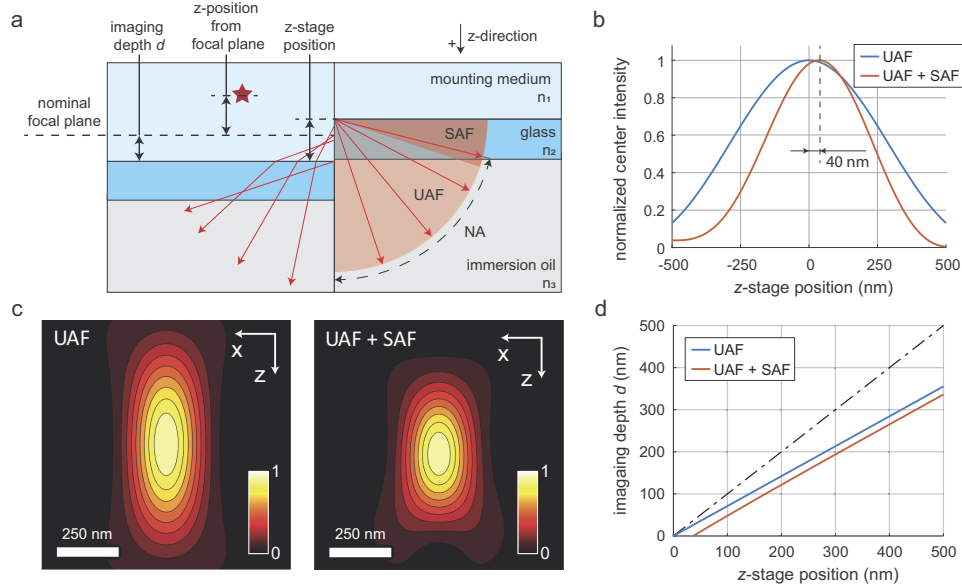 a
imaging
depth d
z-position
from
focal plane
z-stage
position
+
z-direction
nominal
focal plane
mounting medium
n₁
SAF
glass
n₂
UAF
NA
immersion oil
n₃
b
UAF
UAF + SAF
normalized center intensity
1
0.8
0.6
0.4
0.2
0
40 nm
-500
-250
0
250
500
z-stage position (nm)
c
UAF
x
z
1
0
250 nm
UAF + SAF
x
z
1
0
250 nm
d
UAF
UAF + SAF
imagaing depth d (nm)
500
400
300
200
100
0
0
100
200
300
400
500
z-stage position (nm)